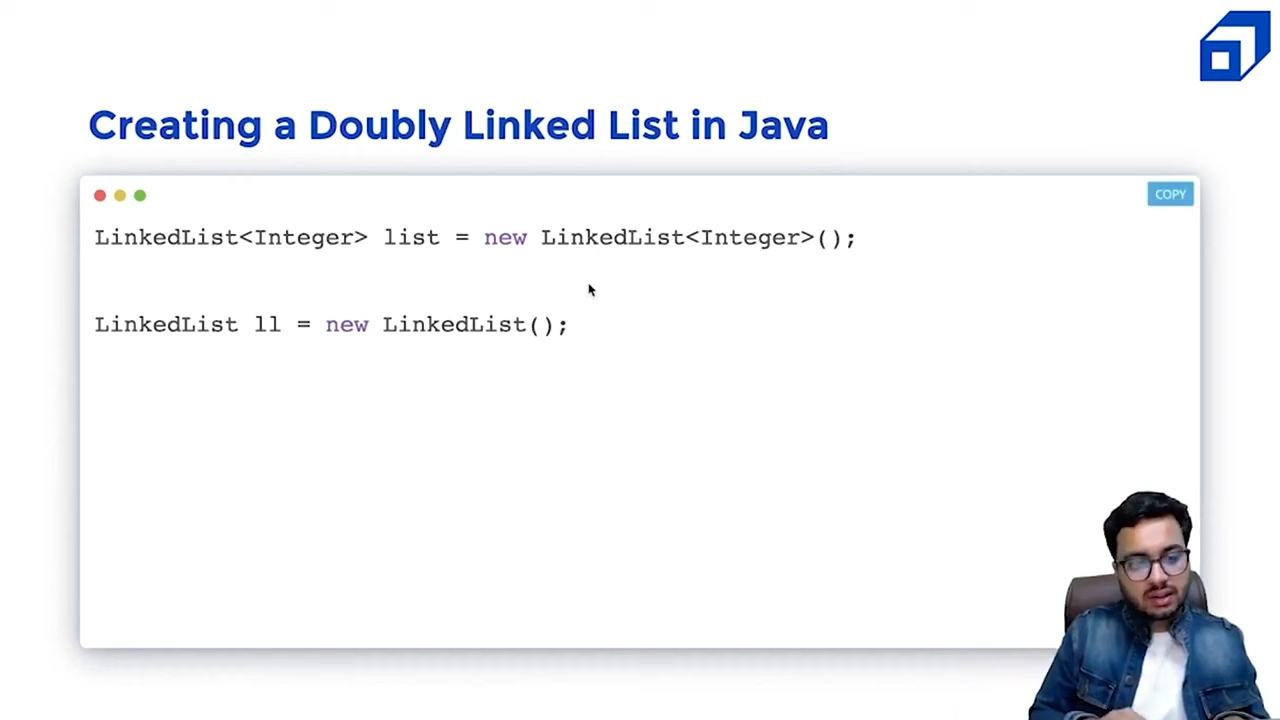 Creating a Doubly Linked List in Java
COPY
LinkedList<Integer> list = new LinkedList<Integer>();
LinkedList ll = new LinkedList();